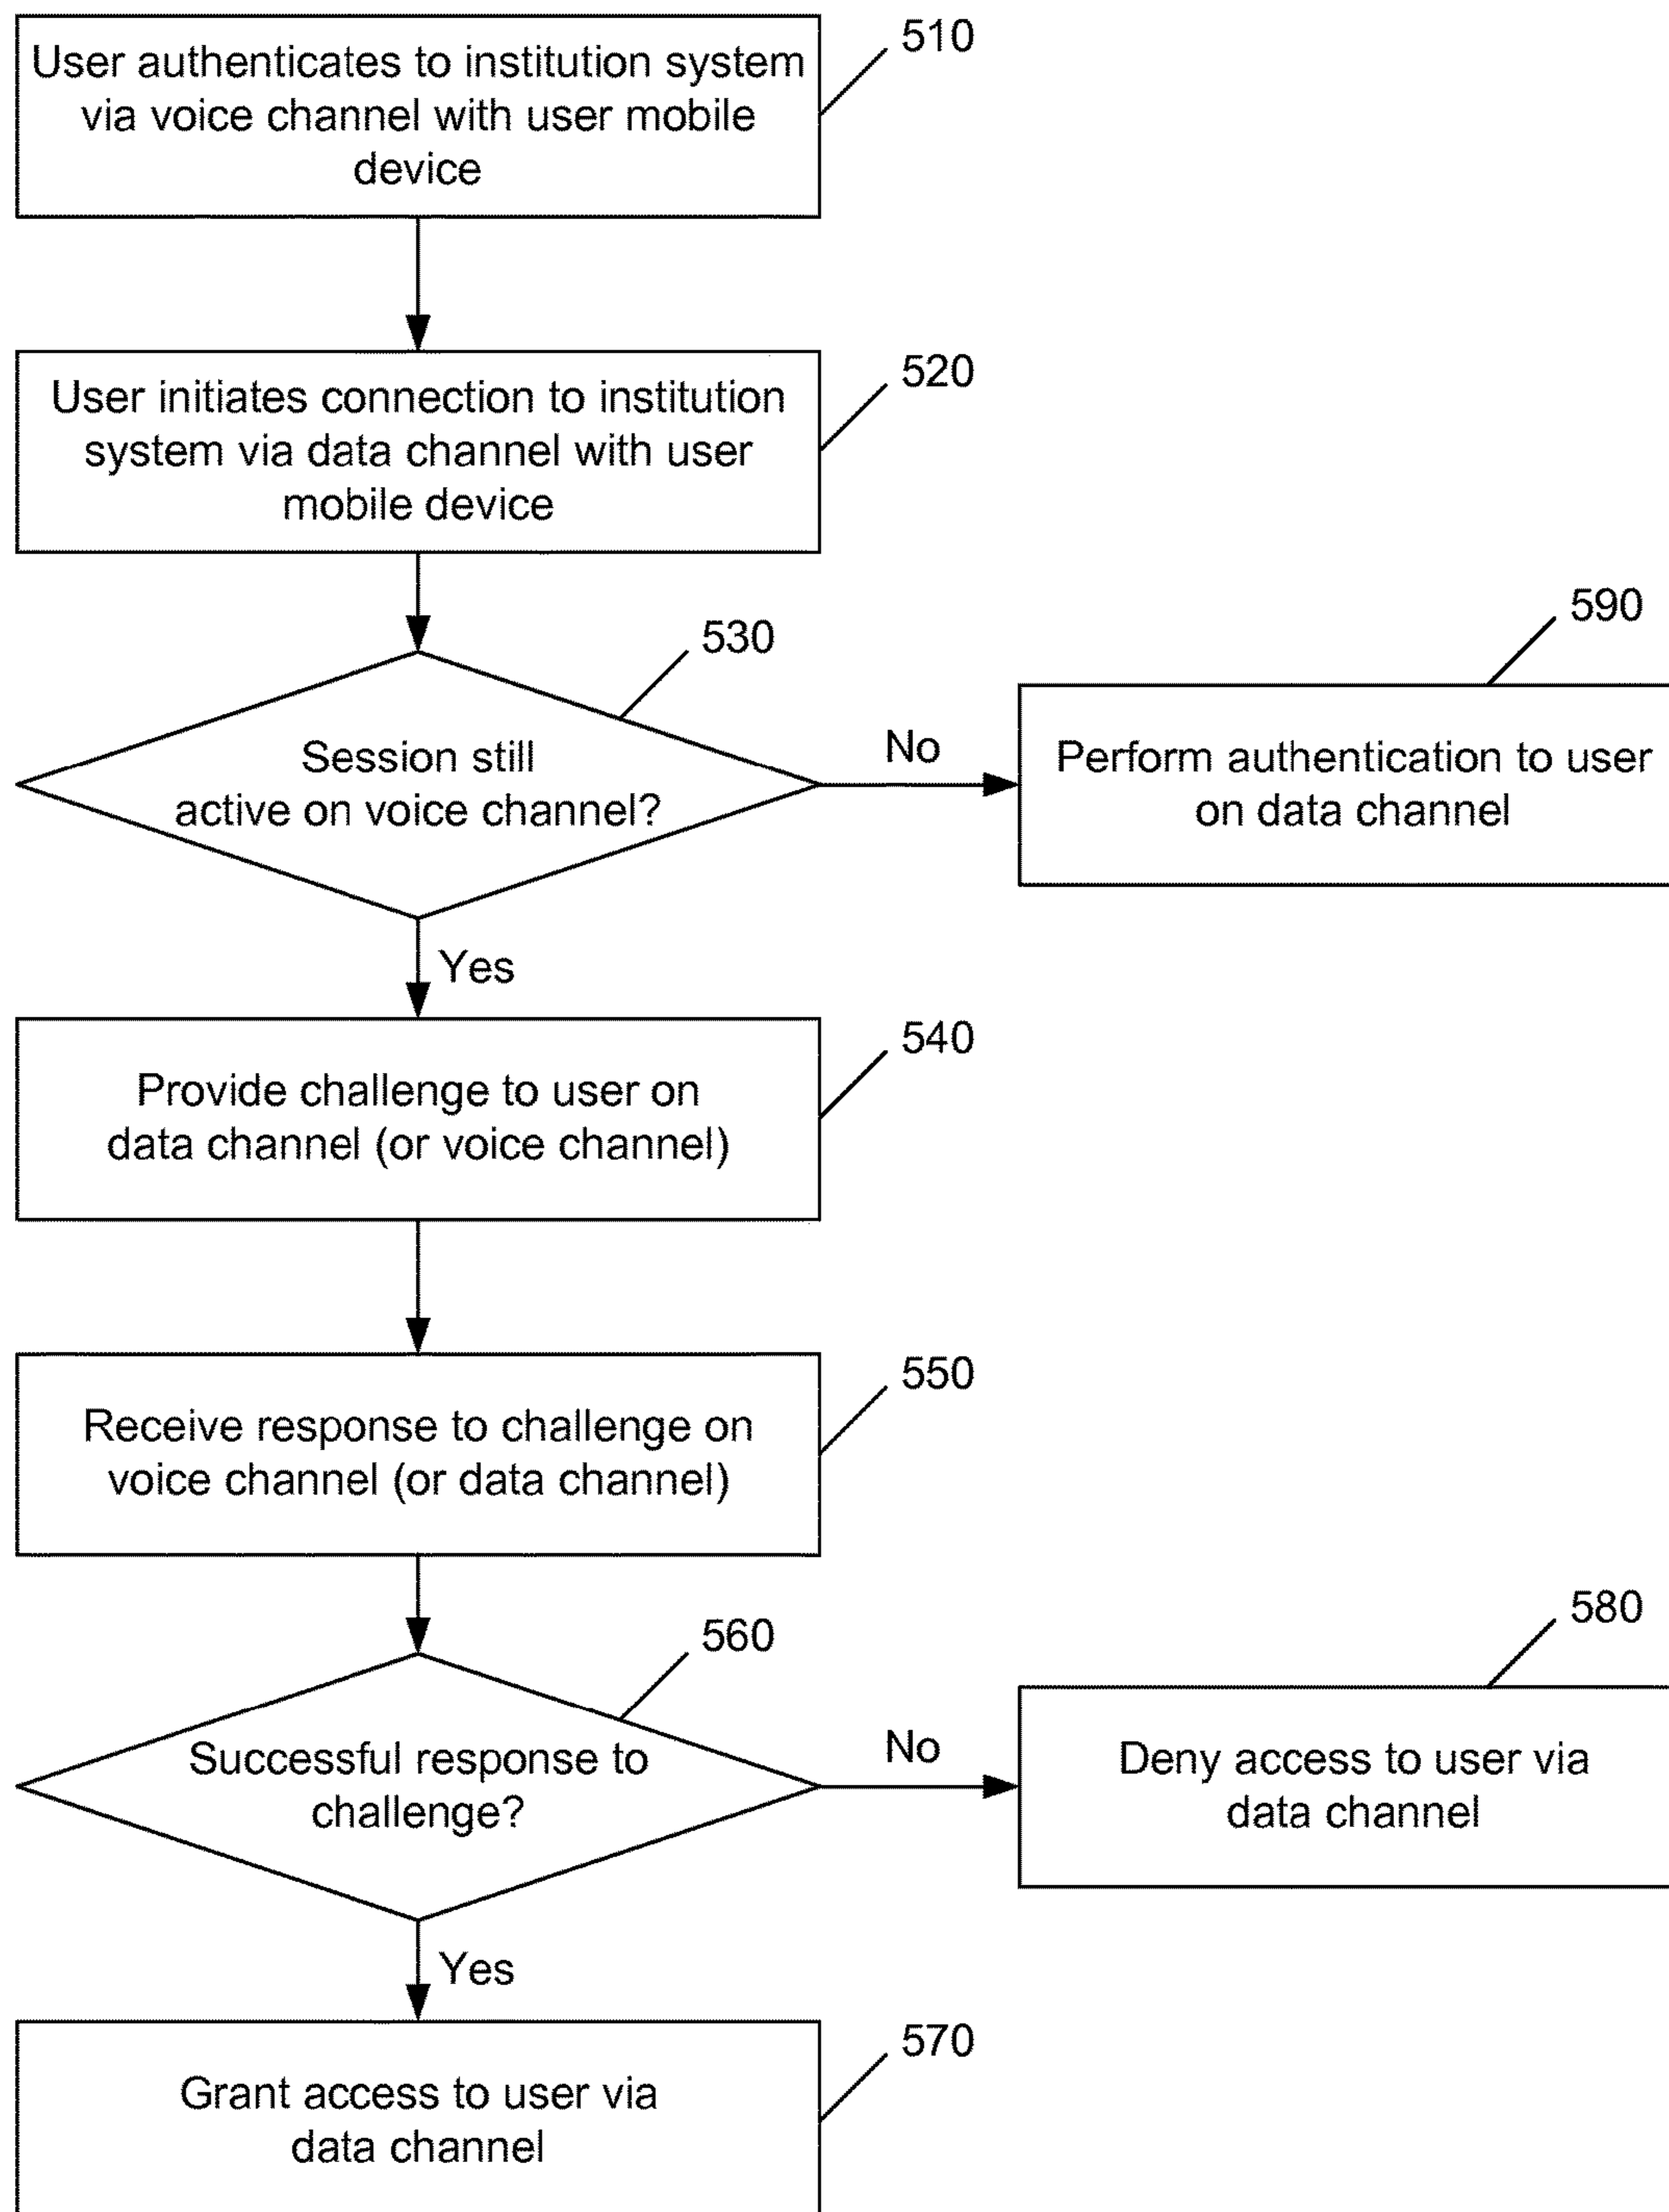 User authenticates to institution system
via voice channel with user mobile
device
510
User initiates connection to institution
system via data channel with user
mobile device
520
Session still
active on voice channel?
530
No
Perform authentication to user
on data channel
590
Yes
Provide challenge to user on
data channel (or voice channel)
540
Receive response to challenge on
voice channel (or data channel)
550
Successful response to
challenge?
560
No
Deny access to user via
data channel
580
Yes
Grant access to user via
data channel
570